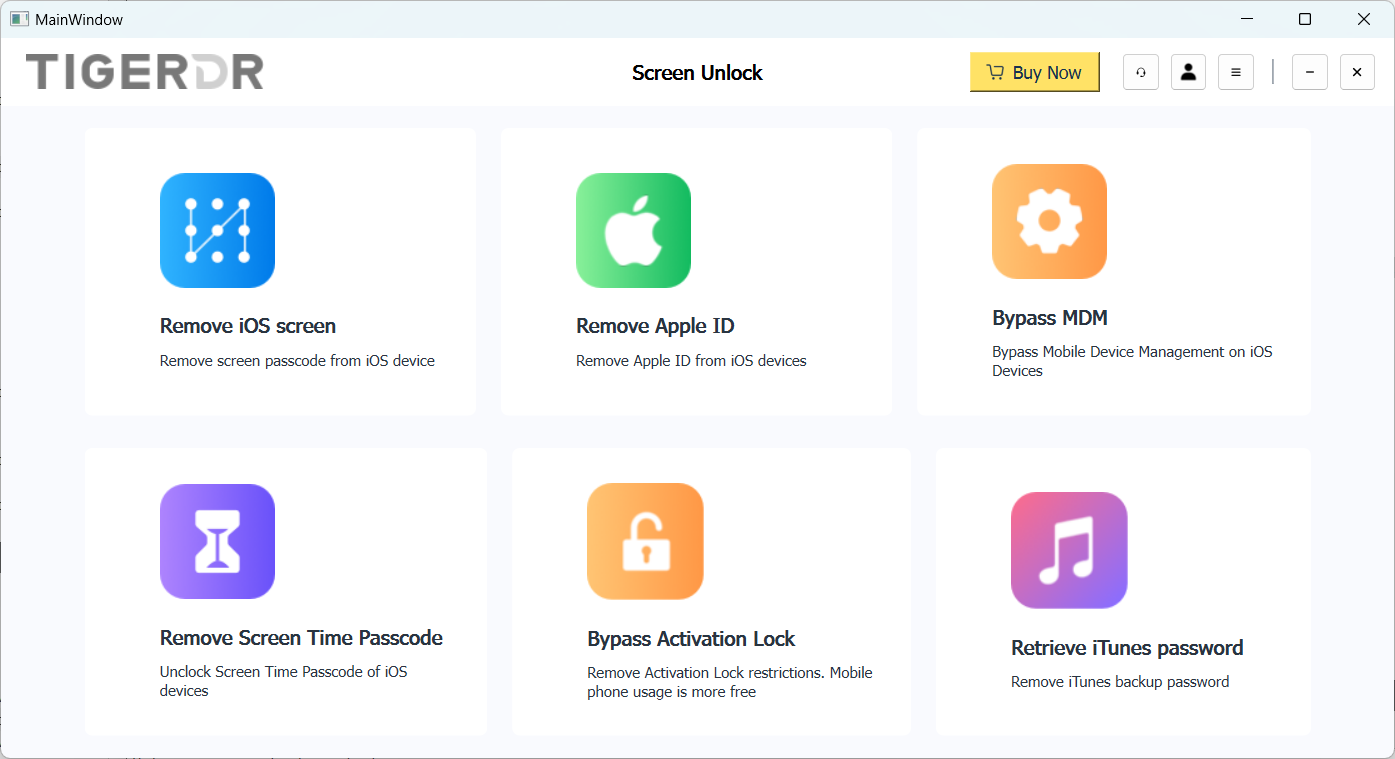 MainWindow
TIGERDR
Screen Unlock
Buy Now
Remove iOS screen
Remove screen passcode from iOS device
Remove Apple ID
Remove Apple ID from iOS devices
Bypass MDM
Bypass Mobile Device Management on iOS
Devices
Remove Screen Time Passcode
Unclock Screen Time Passcode of iOS
devices
Bypass Activation Lock
Remove Activation Lock restrictions. Mobile
phone usage is more free
Retrieve iTunes password
Remove iTunes backup password